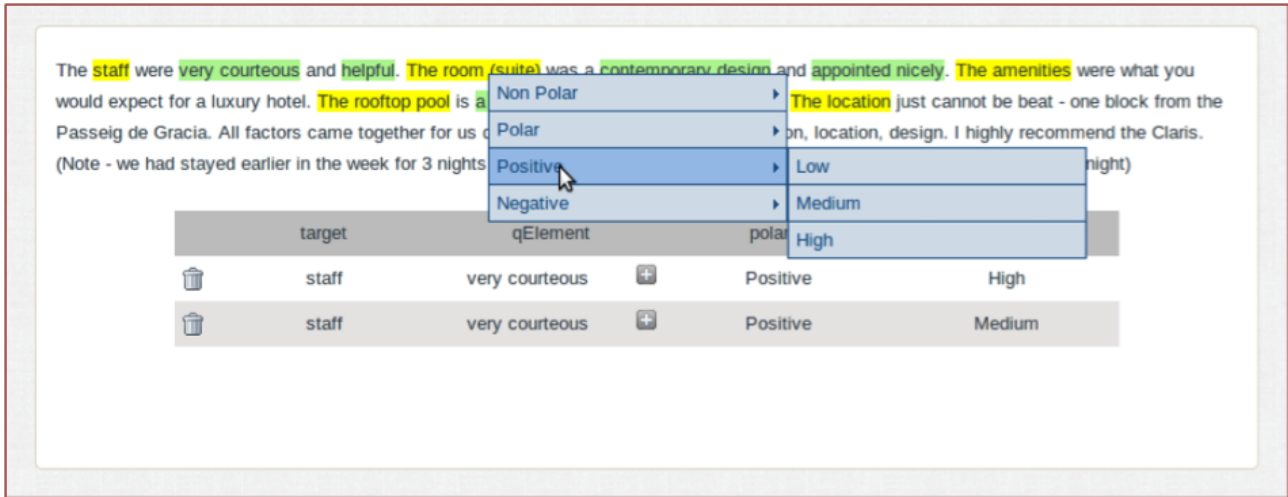 The staff were very courteous and helpful. The room (suite) was a contemporary design and appointed nicely. The amenities were what you
would expect for a luxury hotel. The rooftop pool is a The location just cannot be beat - one block from the
Passeig de Gracia. All factors came together for us location, design. I highly recommend the Claris.
(Note - we had stayed earlier in the week for 3 nights night)
Non Polar
Polar
Positive
Negative
Low
Medium
High
target qElement
staff very courteous Positive High
staff very courteous Positive Medium